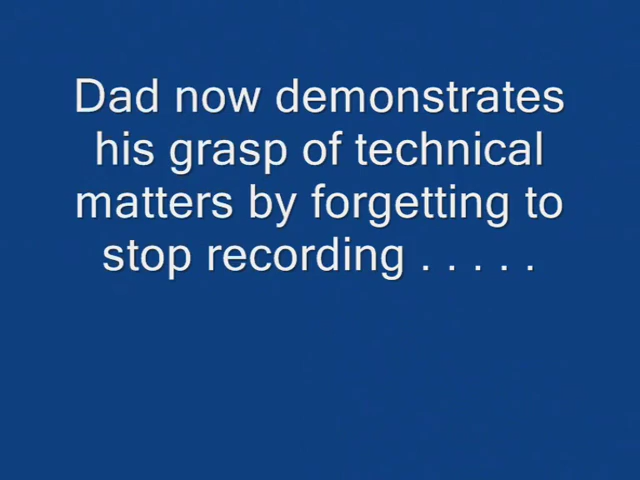 Dad now demonstrates
his grasp of technical
matters by forgetting to
stop recording . . . . .